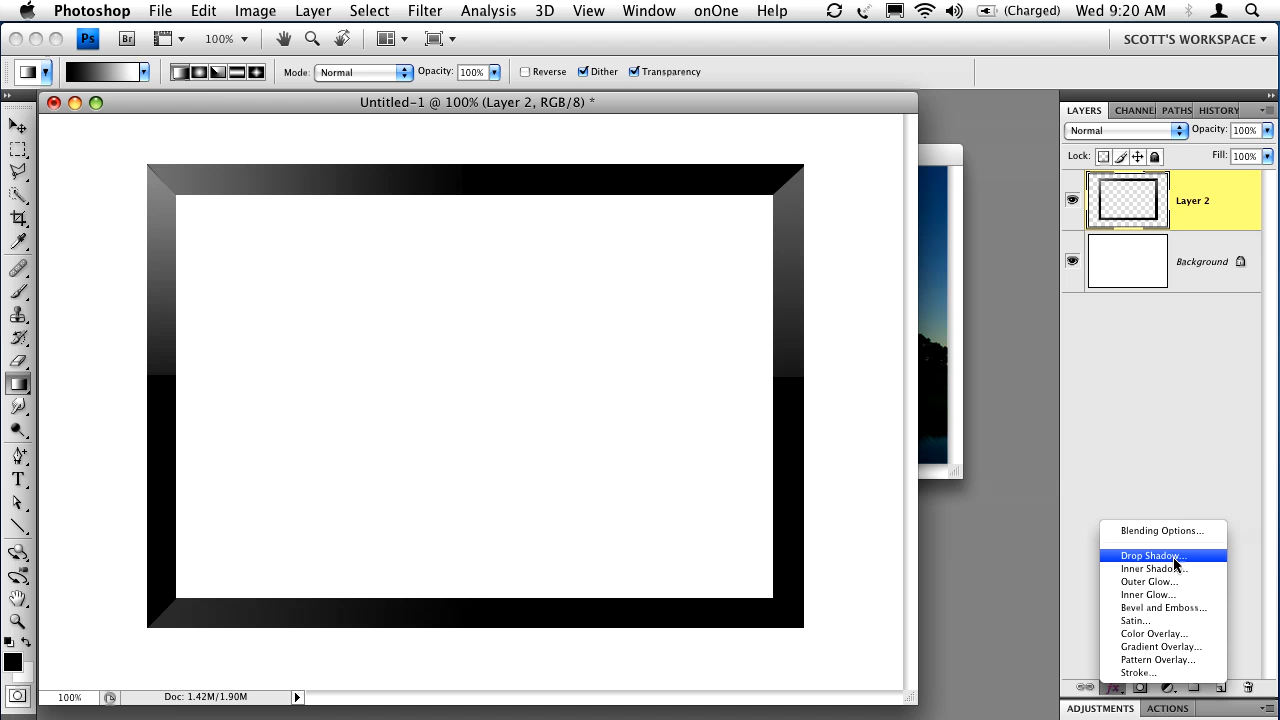 Photoshop File Edit Image Layer Select Filter Analysis 3D View Window onOne Help (Charged) Wed 9:20 AM
Ps Br 100% SCOTT'S WORKSPACE
Mode: Normal Opacity: 100% Reverse Dither Transparency
Untitled-1 @ 100% (Layer 2, RGB/8) *
LAYERS CHANNE PATHS HISTORY
Normal Opacity: 100%
Lock: Fill: 100%
Layer 2
Background
Blending Options...
Drop Shadow...
Inner Shadow...
Outer Glow...
Inner Glow...
Bevel and Emboss...
Satin...
Color Overlay...
Gradient Overlay...
Pattern Overlay...
Stroke...
fx
100% Doc: 1.42M/1.90M
ADJUSTMENTS ACTIONS